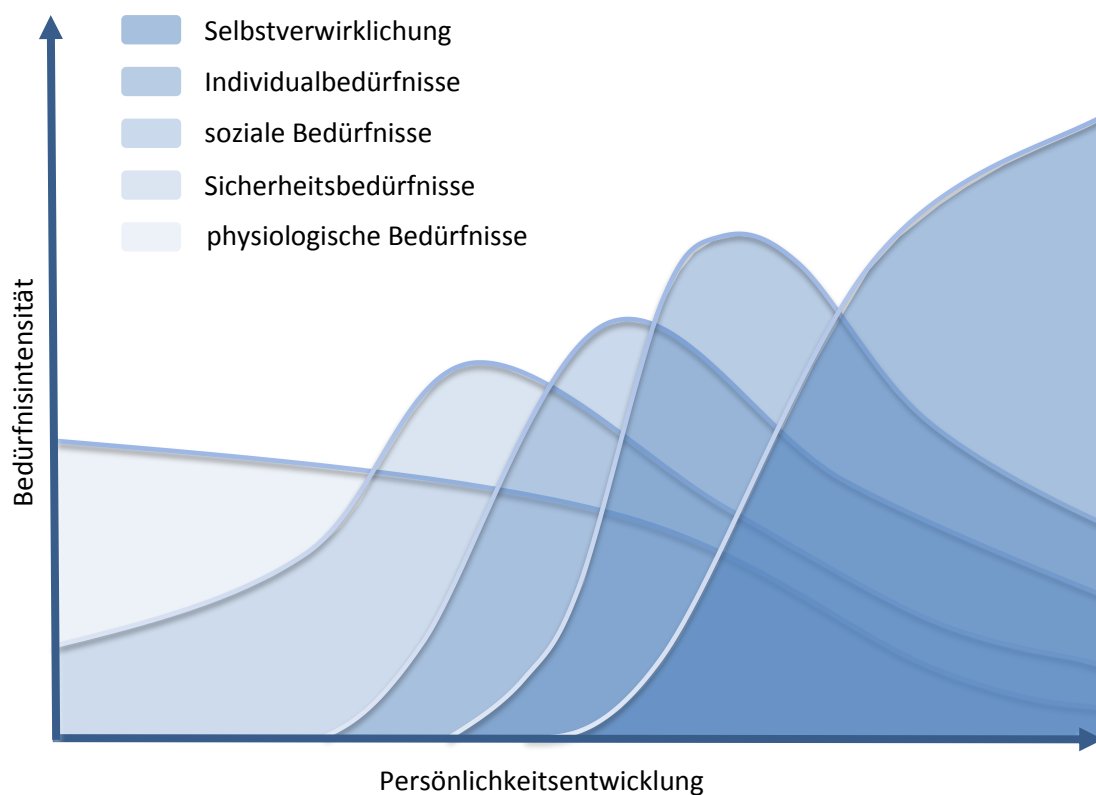 Selbstverwirklichung
Individualbedürfnisse
soziale Bedürfnisse
Sicherheitsbedürfnisse
physiologische Bedürfnisse
Bedürfnisintensität
Persönlichkeitsentwicklung